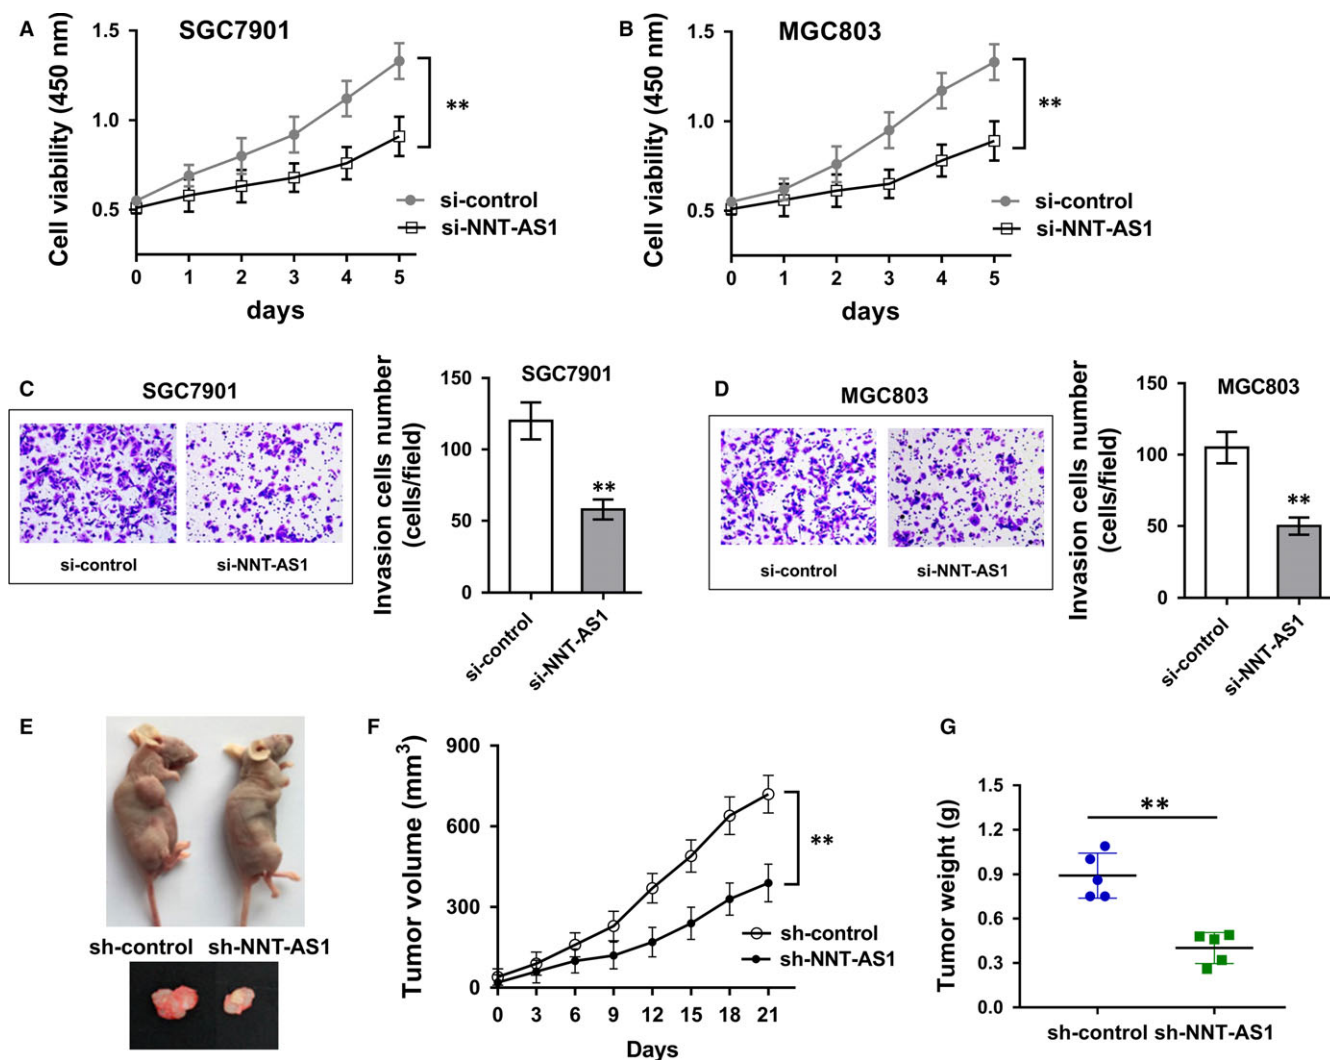 A
SGC7901
Cell viability (450 nm)
1.5
1.0
0.5
0 1 2 3 4 5
days
**
si-control
si-NNT-AS1
B
MGC803
Cell viability (450 nm)
1.5
1.0
0.5
0 1 2 3 4 5
days
**
si-control
si-NNT-AS1
C
SGC7901
si-control si-NNT-AS1
SGC7901
Invasion cells number
(cells/field)
150
100
50
0
**
si-control
si-NNT-AS1
D
MGC803
si-control si-NNT-AS1
MGC803
Invasion cells number
(cells/field)
150
100
50
0
**
si-control
si-NNT-AS1
E
sh-control sh-NNT-AS1
F
Tumor volume (mm³)
900
600
300
0
0 3 6 9 12 15 18 21
Days
**
sh-control
sh-NNT-AS1
G
Tumor weight (g)
1.5
1.2
0.9
0.6
0.3
0.0
**
sh-control sh-NNT-AS1